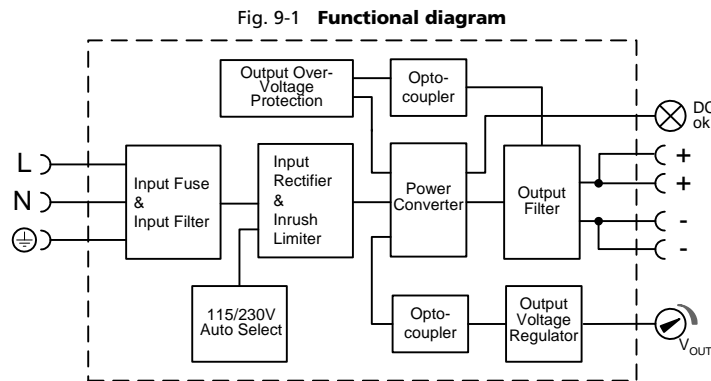 Fig. 9-1 Functional diagram
Output Over-
Voltage
Protection
Opto-
coupler
DC
ok
L
N
Input Fuse
&
Input Filter
Input
Rectifier
&
Inrush
Limiter
Power
Converter
Output
Filter
+
+
-
-
115/230V
Auto Select
Opto-
coupler
Output
Voltage
Regulator
VOUT